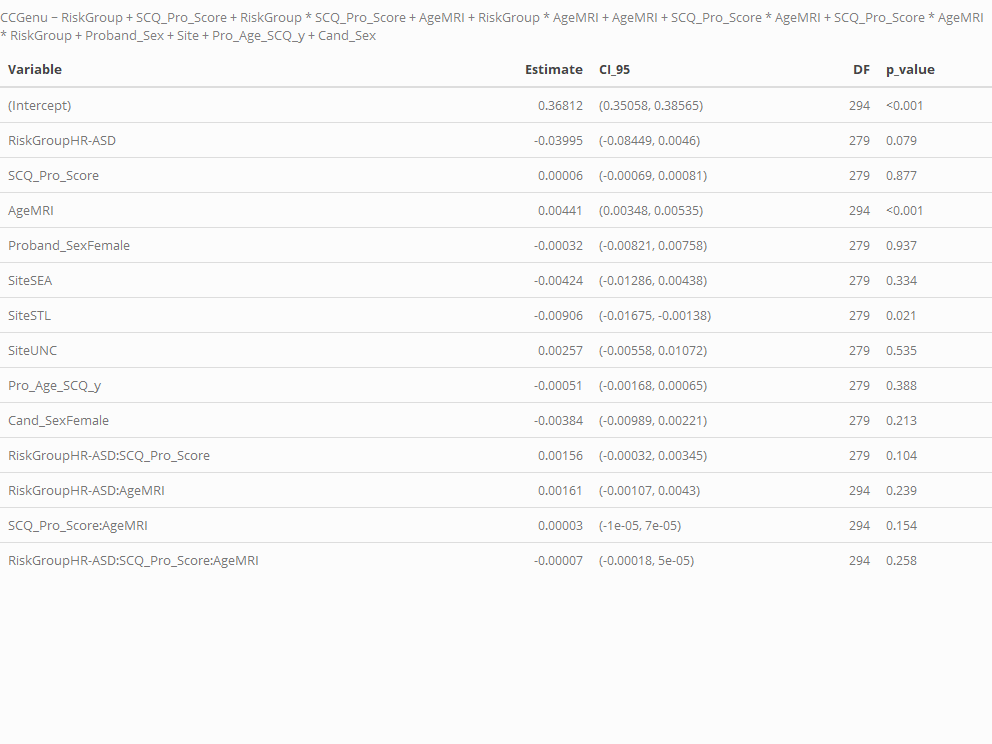 CCGenu ~ RiskGroup + SCQ_Pro_Score + RiskGroup * SCQ_Pro_Score + AgeMRI + RiskGroup * AgeMRI + AgeMRI + SCQ_Pro_Score * AgeMRI + SCQ_Pro_Score * AgeMRI
* RiskGroup + Proband_Sex + Site + Pro_Age_SCQ_y + Cand_Sex
Variable Estimate CI_95 DF p_value
(Intercept) 0.36812 (0.35058, 0.38565) 294 <0.001
RiskGroupHR-ASD -0.03995 (-0.08449, 0.0046) 279 0.079
SCQ_Pro_Score 0.00006 (-0.00069, 0.00081) 279 0.877
AgeMRI 0.00441 (0.00348, 0.00535) 294 <0.001
Proband_SexFemale -0.00032 (-0.00821, 0.00758) 279 0.937
SiteSEA -0.00424 (-0.01286, 0.00438) 279 0.334
SiteSTL -0.00906 (-0.01675, -0.00138) 279 0.021
SiteUNC 0.00257 (-0.00558, 0.01072) 279 0.535
Pro_Age_SCQ_y -0.00051 (-0.00168, 0.00065) 279 0.388
Cand_SexFemale -0.00384 (-0.00989, 0.00221) 279 0.213
RiskGroupHR-ASD:SCQ_Pro_Score 0.00156 (-0.00032, 0.00345) 279 0.104
RiskGroupHR-ASD:AgeMRI 0.00161 (-0.00107, 0.0043) 294 0.239
SCQ_Pro_Score:AgeMRI 0.00003 (-1e-05, 7e-05) 294 0.154
RiskGroupHR-ASD:SCQ_Pro_Score:AgeMRI -0.00007 (-0.00018, 5e-05) 294 0.258